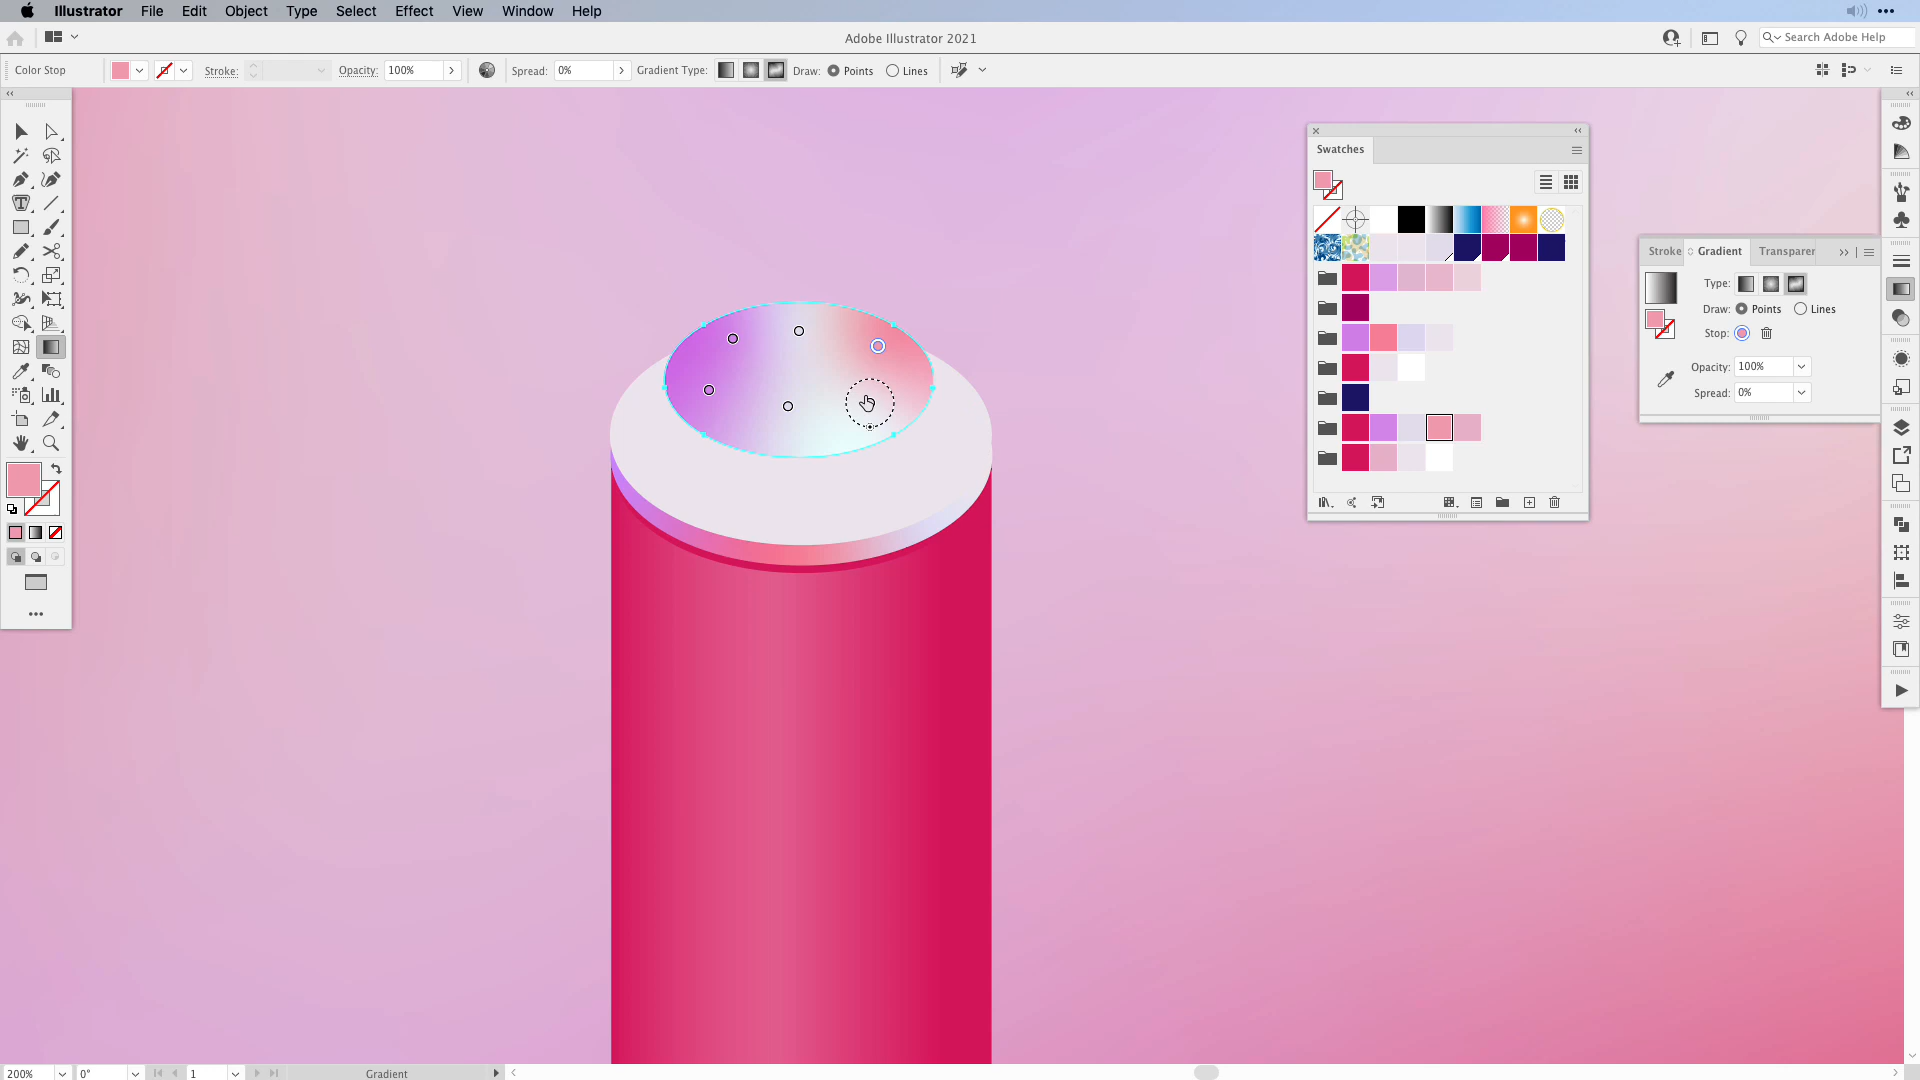 Illustrator File Edit Object Type Select Effect View Window Help
Adobe Illustrator 2021
Search Adobe Help
Color Stop
Stroke:
Opacity: 100%
Spread: 0%
Gradient Type:
Draw: Points Lines
Swatches
Stroke Gradient Transparer
Type:
Draw: Points Lines
Stop:
Opacity: 100%
Spread: 0%
200% 0° 1 Gradient